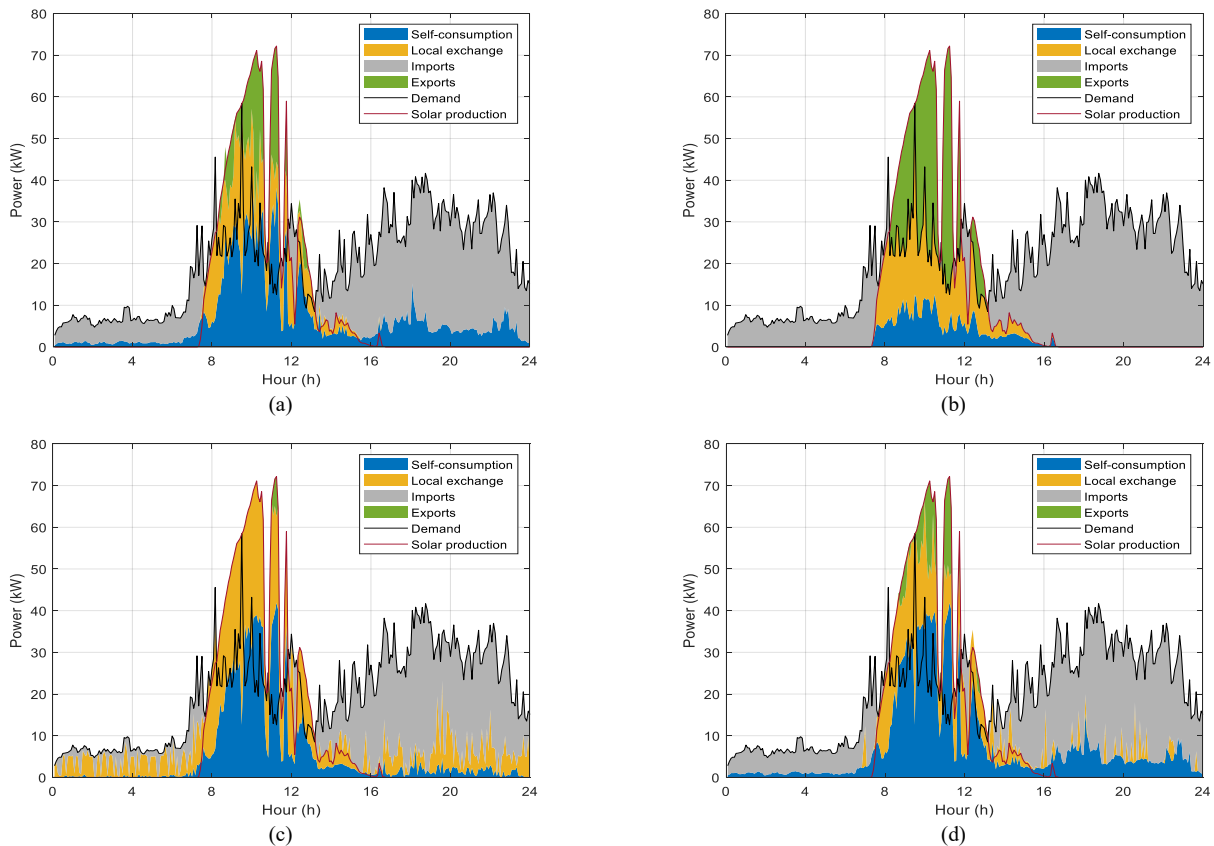 80
70
60
50
40
30
20
10
0
Power (kW)
0 4 8 12 16 20 24
Hour (h)
Self-consumption
Local exchange
Imports
Exports
Demand
Solar production
(a)
80
70
60
50
40
30
20
10
0
Power (kW)
0 4 8 12 16 20 24
Hour (h)
Self-consumption
Local exchange
Imports
Exports
Demand
Solar production
(b)
80
70
60
50
40
30
20
10
0
Power (kW)
0 4 8 12 16 20 24
Hour (h)
Self-consumption
Local exchange
Imports
Exports
Demand
Solar production
(c)
80
70
60
50
40
30
20
10
0
Power (kW)
0 4 8 12 16 20 24
Hour (h)
Self-consumption
Local exchange
Imports
Exports
Demand
Solar production
(d)